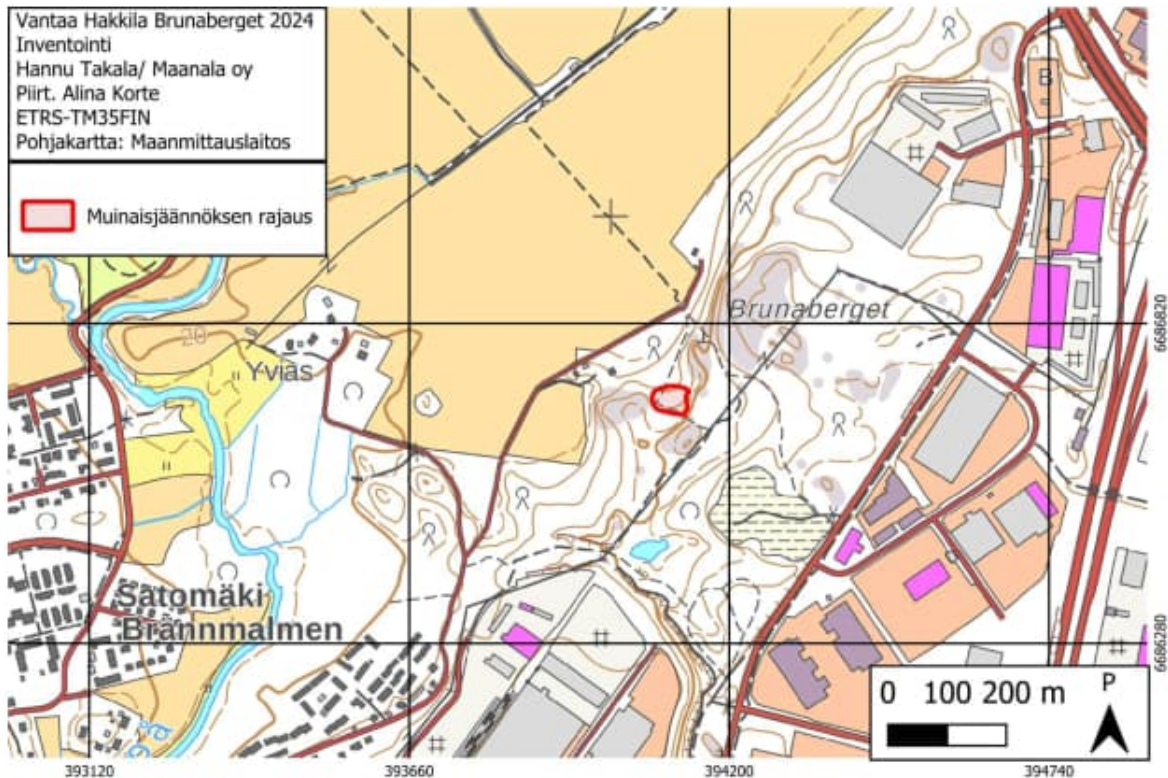 Vantaa Hakkila Brunaberget 2024
Inventointi
Hannu Takala/ Maanala oy
Piirt. Alina Korte
ETRS-TM35FIN
Pohjakartta: Maanmittauslaitos
Muinaisjäännöksen rajaus
Brunaberget
20
Yviäs
Satomäki
Brännmalmen
6686820
6686280
0 100 200 m
P
393120
393660
394200
394740